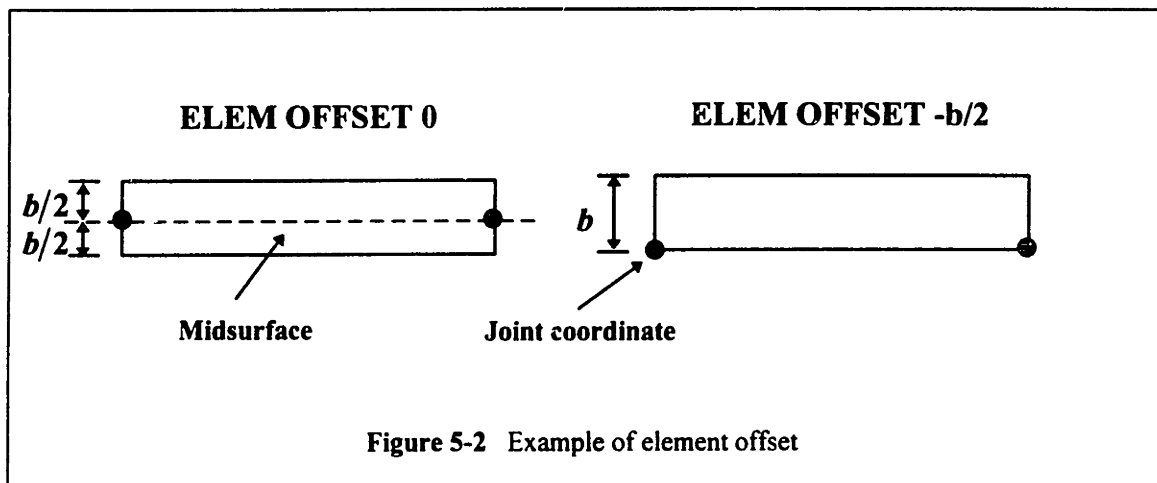 ELEM OFFSET 0
ELEM OFFSET -b/2
b/2
b/2
b
Midsurface
Joint coordinate
Figure 5-2 Example of element offset